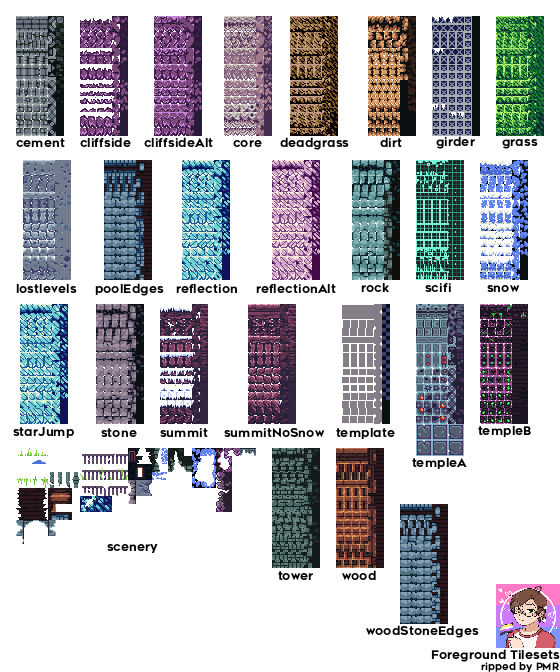 cement cliffside cliffsideAlt core deadgrass dirt girder grass
lostlevels poolEdges reflection reflectionAlt rock scifi snow
starJump stone summit summitNoSnow template templeA templeB
scenery tower wood
woodStoneEdges
Foreground Tilesets
ripped by PMR